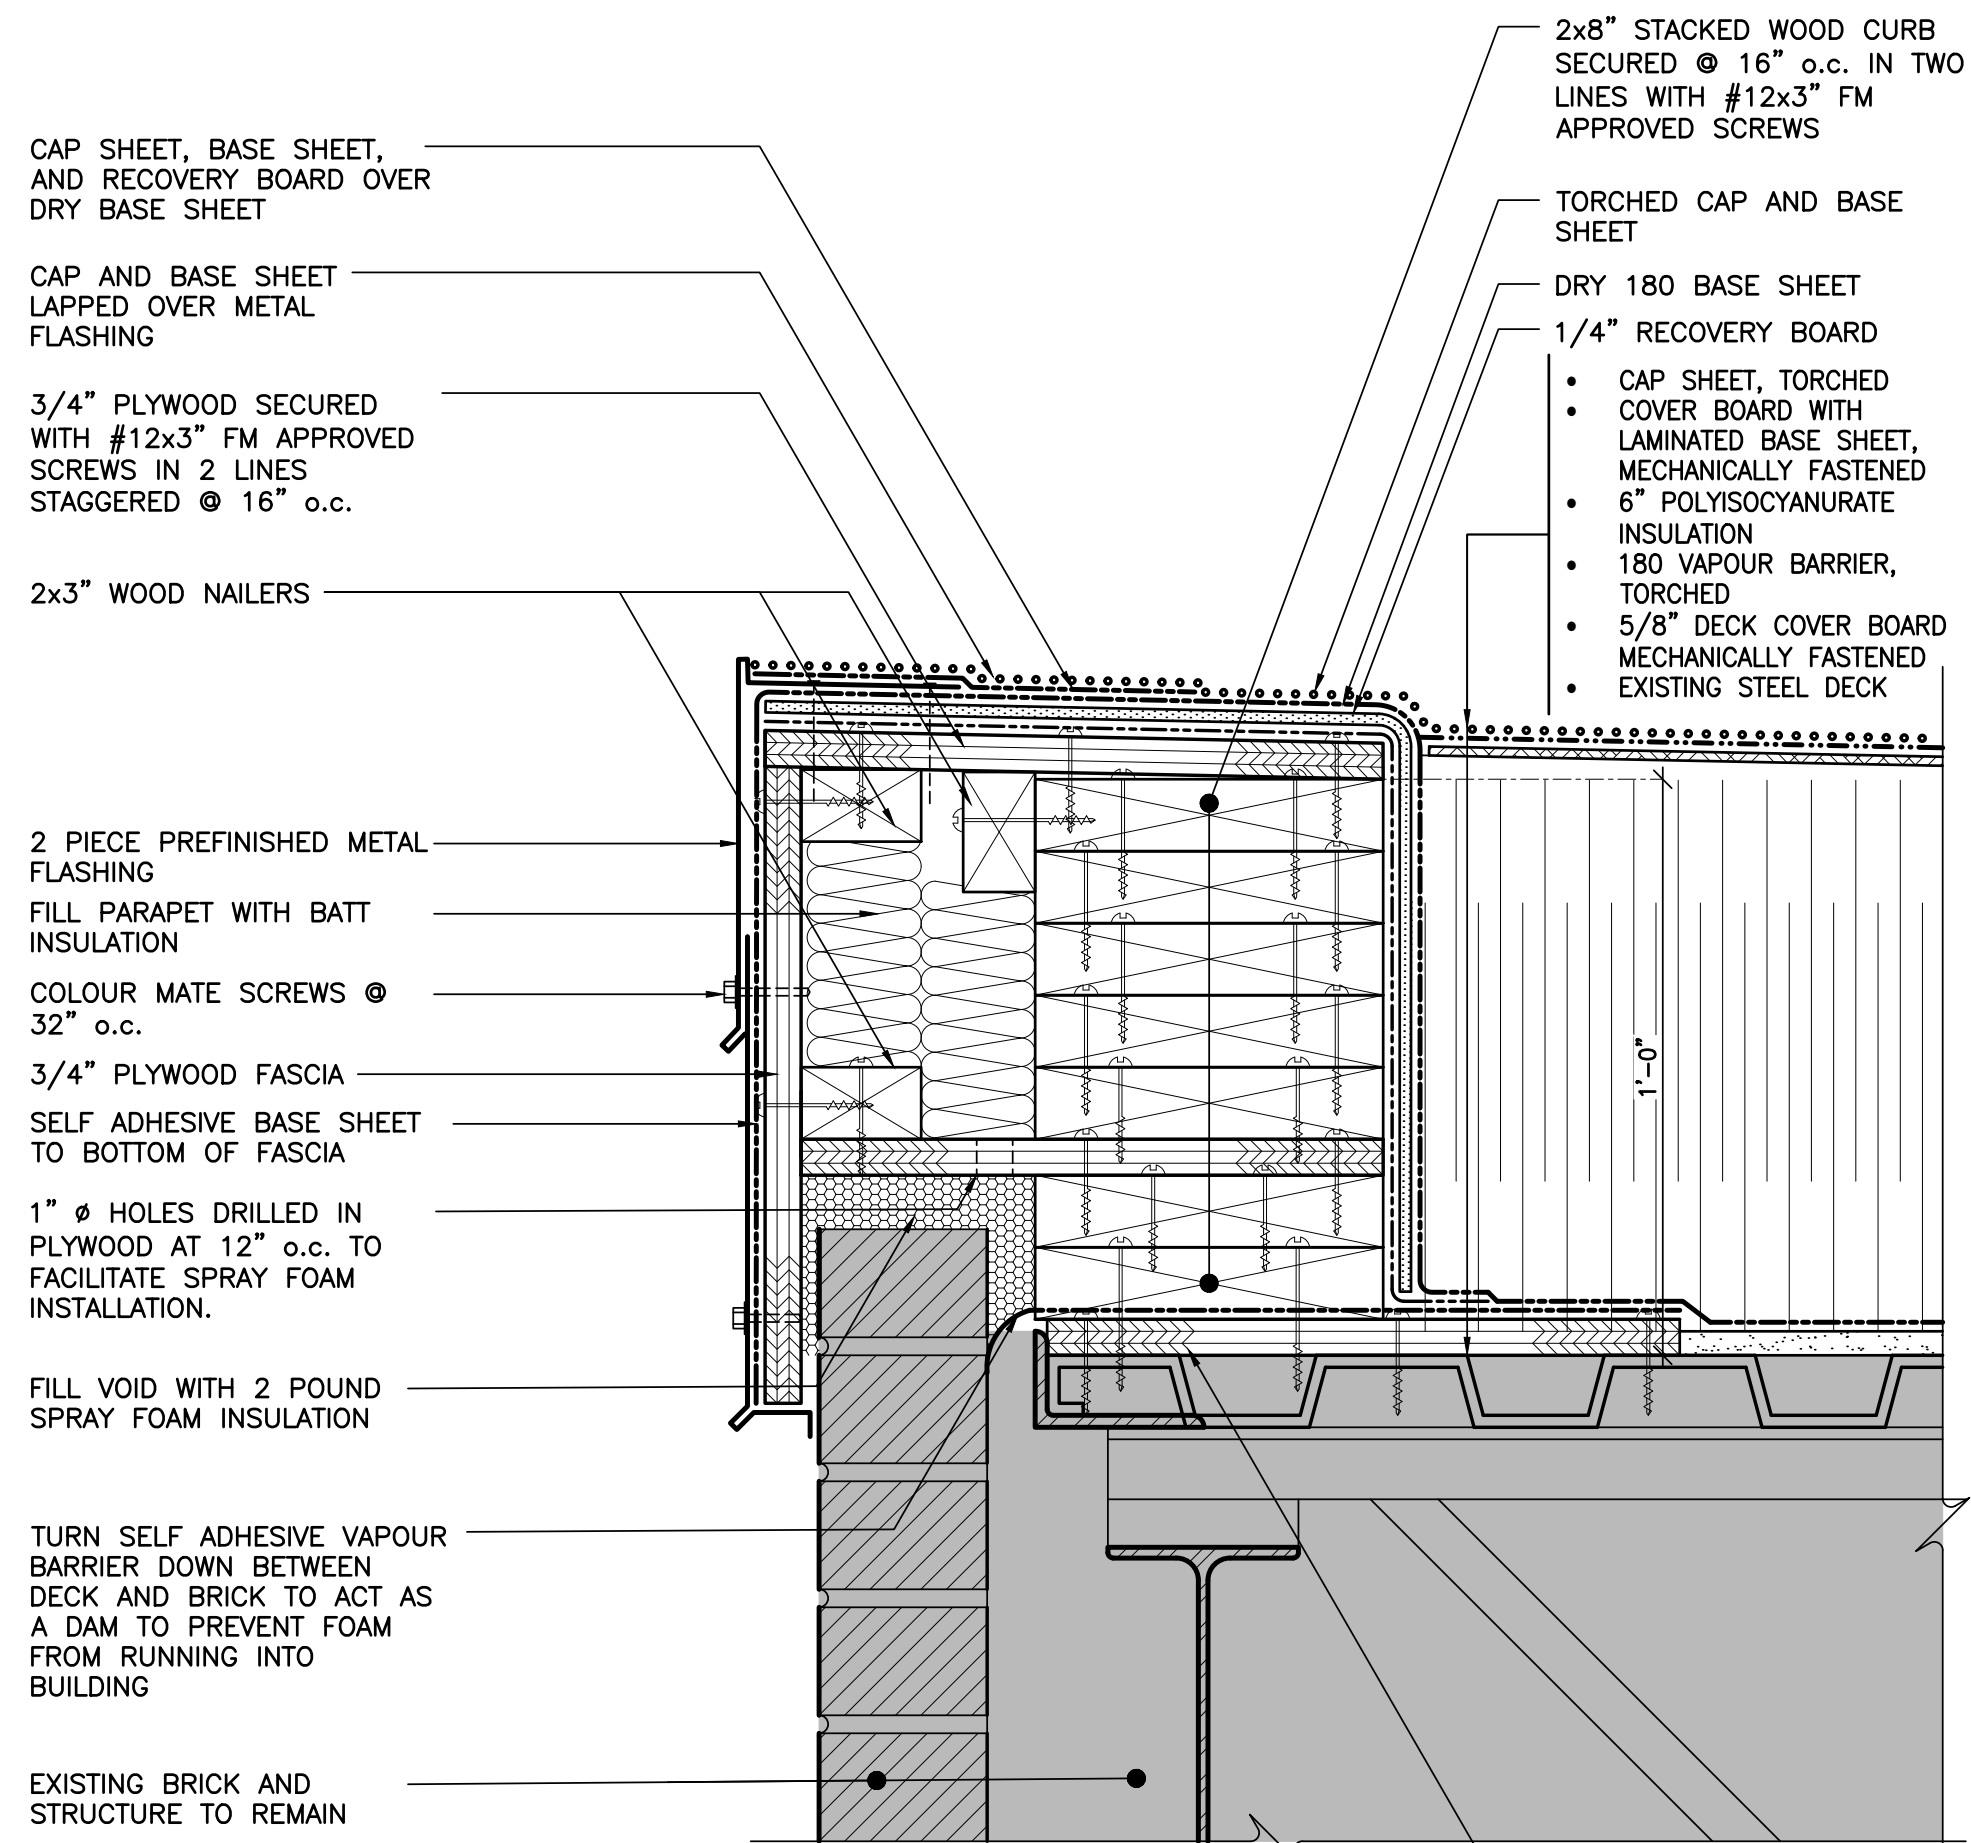 2x8” STACKED WOOD CURB
SECURED @ 16” o.c. IN TWO
LINES WITH #12x3” FM
APPROVED SCREWS
CAP SHEET, BASE SHEET,
AND RECOVERY BOARD OVER
DRY BASE SHEET
TORCHED CAP AND BASE
SHEET
CAP AND BASE SHEET
LAPPED OVER METAL
FLASHING
DRY 180 BASE SHEET
1/4” RECOVERY BOARD
• CAP SHEET, TORCHED
• COVER BOARD WITH
LAMINATED BASE SHEET,
MECHANICALLY FASTENED
• 6” POLYISOCYANURATE
INSULATION
• 180 VAPOUR BARRIER,
TORCHED
• 5/8” DECK COVER BOARD
MECHANICALLY FASTENED
• EXISTING STEEL DECK
3/4” PLYWOOD SECURED
WITH #12x3” FM APPROVED
SCREWS IN 2 LINES
STAGGERED @ 16” o.c.
2x3” WOOD NAILERS
2 PIECE PREFINISHED METAL
FLASHING
FILL PARAPET WITH BATT
INSULATION
COLOUR MATE SCREWS @
32” o.c.
3/4” PLYWOOD FASCIA
1'-0”
SELF ADHESIVE BASE SHEET
TO BOTTOM OF FASCIA
1” ø HOLES DRILLED IN
PLYWOOD AT 12” o.c. TO
FACILITATE SPRAY FOAM
INSTALLATION.
FILL VOID WITH 2 POUND
SPRAY FOAM INSULATION
TURN SELF ADHESIVE VAPOUR
BARRIER DOWN BETWEEN
DECK AND BRICK TO ACT AS
A DAM TO PREVENT FOAM
FROM RUNNING INTO
BUILDING
EXISTING BRICK AND
STRUCTURE TO REMAIN